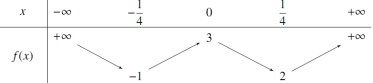 x −∞ −1/4 0 1/4 +∞
+∞ 3 +∞
f(x)
−1 2